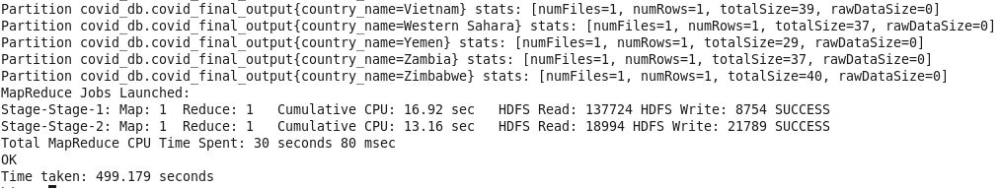 Partition covid_db.covid_final_output{country_name=Vietnam} stats: [numFiles=1, numRows=1, totalSize=39, rawDataSize=0]
Partition covid_db.covid_final_output{country_name=Western Sahara} stats: [numFiles=1, numRows=1, totalSize=37, rawDataSize=0]
Partition covid_db.covid_final_output{country_name=Yemen} stats: [numFiles=1, numRows=1, totalSize=29, rawDataSize=0]
Partition covid_db.covid_final_output{country_name=Zambia} stats: [numFiles=1, numRows=1, totalSize=37, rawDataSize=0]
Partition covid_db.covid_final_output{country_name=Zimbabwe} stats: [numFiles=1, numRows=1, totalSize=40, rawDataSize=0]
MapReduce Jobs Launched:
Stage-Stage-1: Map: 1  Reduce: 1   Cumulative CPU: 16.92 sec   HDFS Read: 137724 HDFS Write: 8754 SUCCESS
Stage-Stage-2: Map: 1  Reduce: 1   Cumulative CPU: 13.16 sec   HDFS Read: 18994 HDFS Write: 21789 SUCCESS
Total MapReduce CPU Time Spent: 30 seconds 80 msec
OK
Time taken: 499.179 seconds